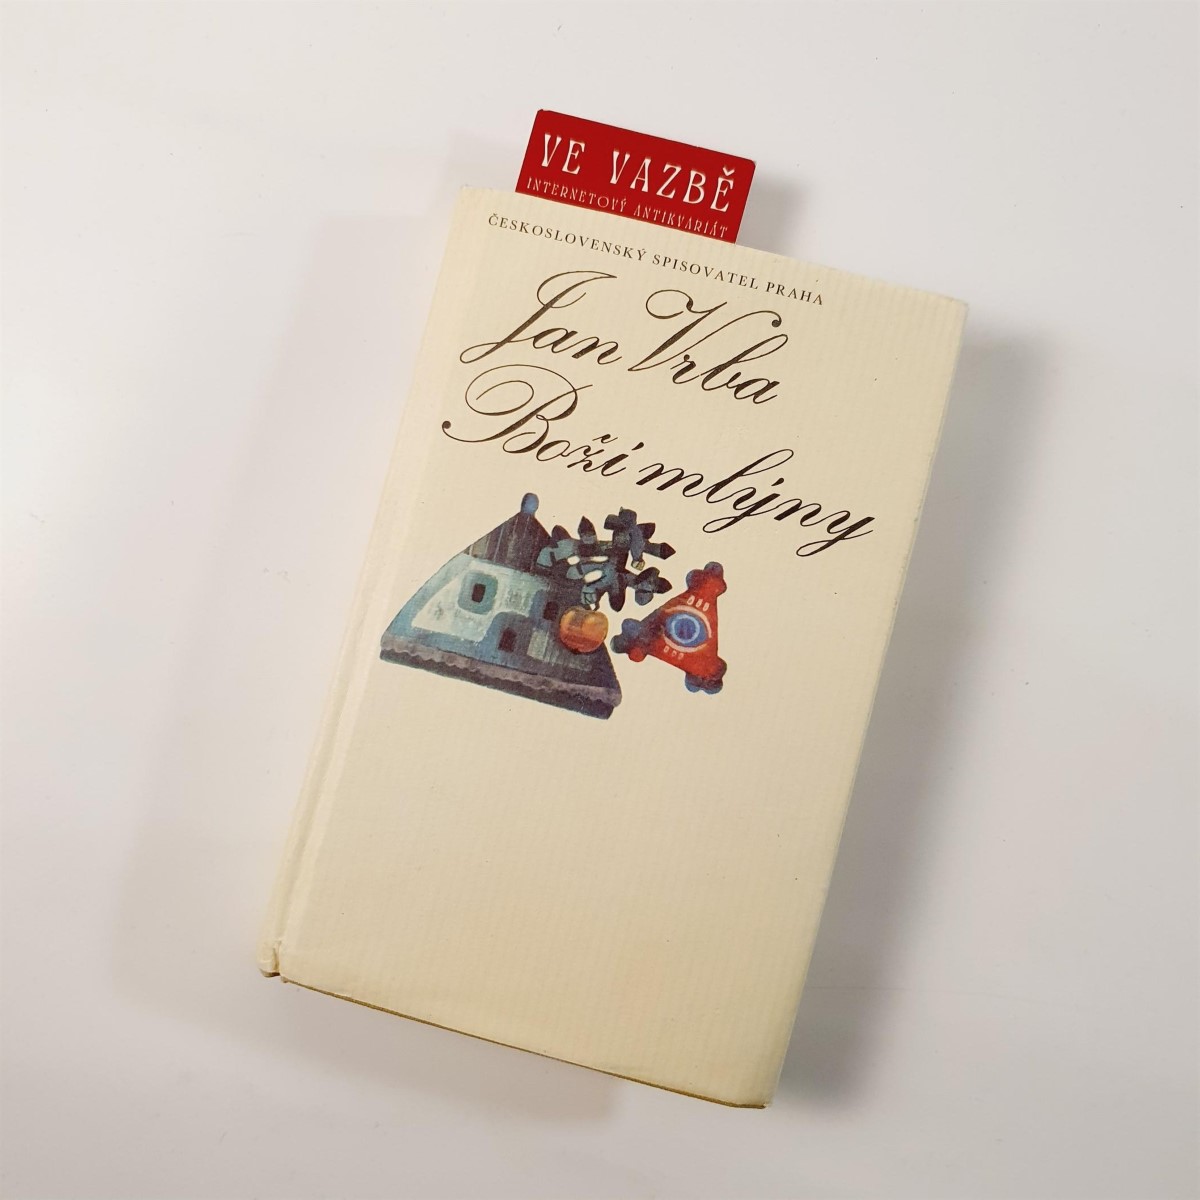 VE VAZBĚ
INTERNETOVÝ ANTIKVARIÁT
ČESKOSLOVENSKÝ SPISOVATEL PRAHA
Jan Vrba
Boží mlýny